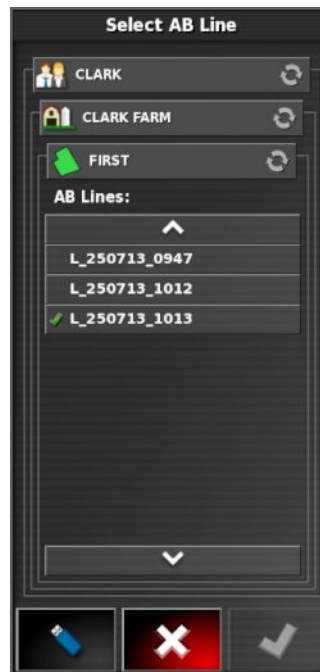 Select AB Line
CLARK
CLARK FARM
FIRST
AB Lines:
L_250713_0947
L_250713_1012
L_250713_1013